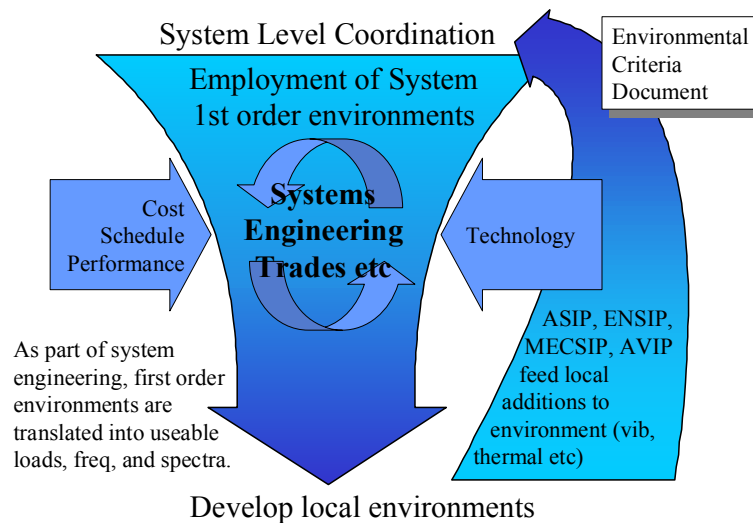 System Level Coordination
Environmental
Criteria
Document
Employment of System
1st order environments
Cost
Schedule
Performance
Systems
Engineering
Trades etc
Technology
ASIP, ENSIP,
MECSIP, AVIP
feed local
additions to
environment (vib,
thermal etc)
As part of system
engineering, first order
environments are
translated into useable
loads, freq, and spectra.
Develop local environments